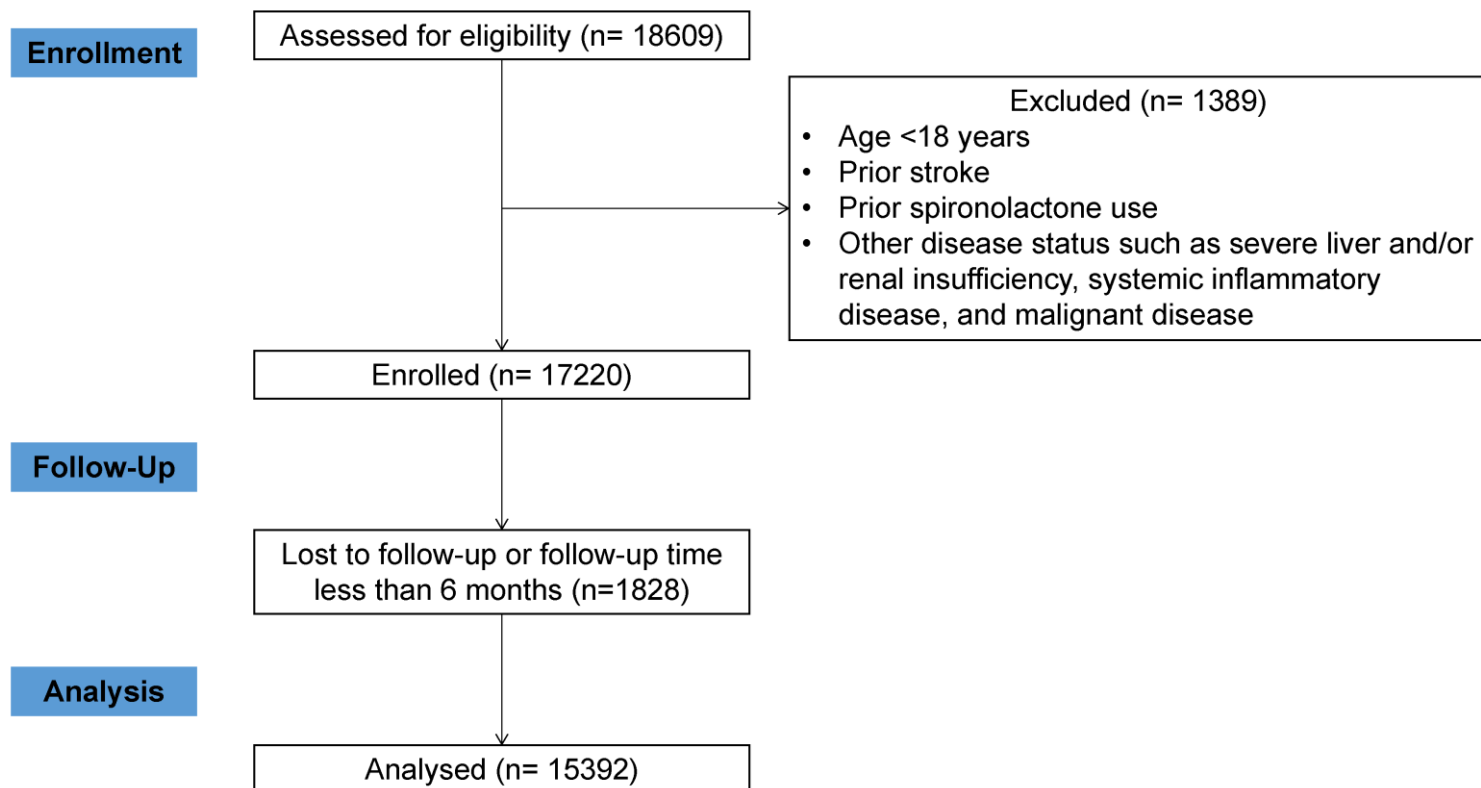 Enrollment
Assessed for eligibility (n= 18609)
Excluded (n= 1389)
• Age <18 years
• Prior stroke
• Prior spironolactone use
• Other disease status such as severe liver and/or
renal insufficiency, systemic inflammatory
disease, and malignant disease
Enrolled (n= 17220)
Follow-Up
Lost to follow-up or follow-up time
less than 6 months (n=1828)
Analysis
Analysed (n= 15392)